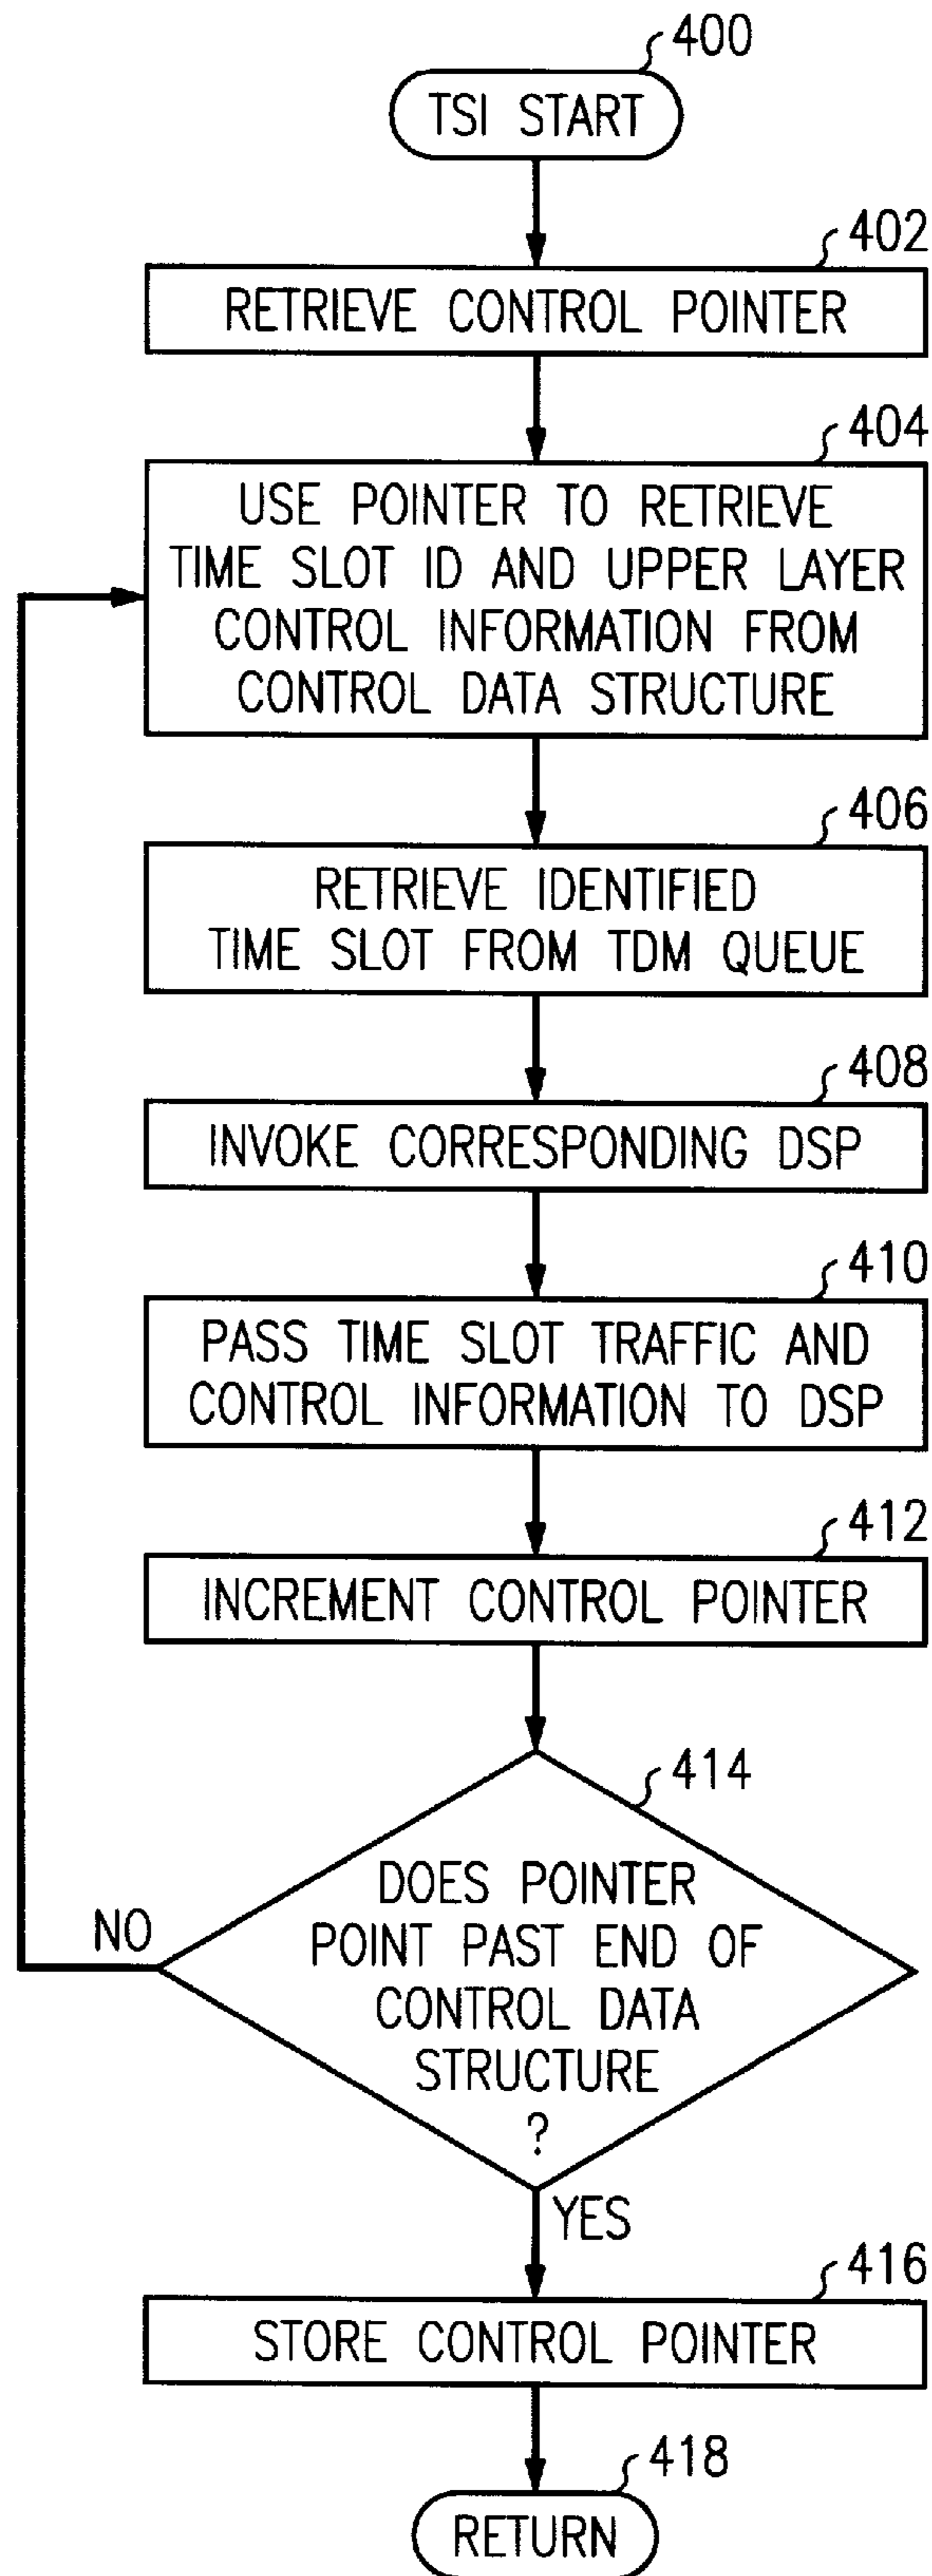 400
TSI START
402
RETRIEVE CONTROL POINTER
404
USE POINTER TO RETRIEVE
TIME SLOT ID AND UPPER LAYER
CONTROL INFORMATION FROM
CONTROL DATA STRUCTURE
406
RETRIEVE IDENTIFIED
TIME SLOT FROM TDM QUEUE
408
INVOKE CORRESPONDING DSP
410
PASS TIME SLOT TRAFFIC AND
CONTROL INFORMATION TO DSP
412
INCREMENT CONTROL POINTER
414
DOES POINTER
POINT PAST END OF
CONTROL DATA
STRUCTURE
?
NO
YES
416
STORE CONTROL POINTER
418
RETURN